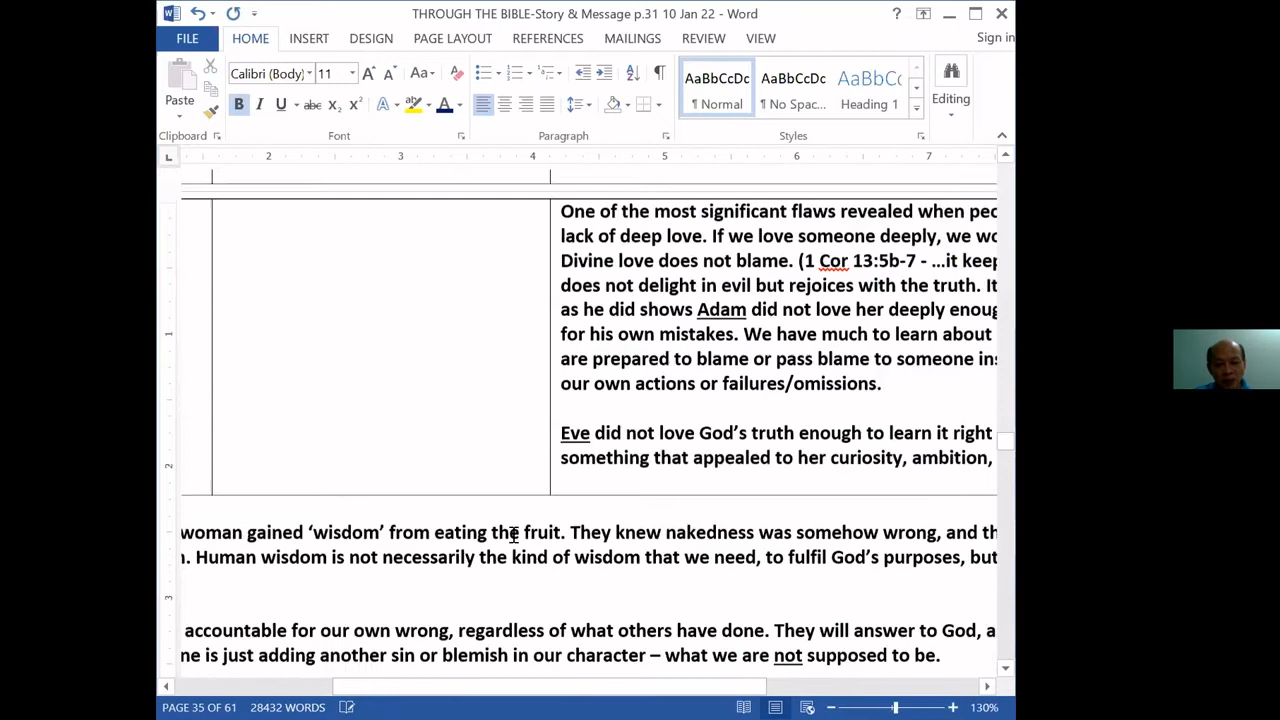 THROUGH THE BIBLE-Story & Message p.31 10 Jan 22 - Word
FILE HOME INSERT DESIGN PAGE LAYOUT REFERENCES MAILINGS REVIEW VIEW Sign in
Paste
Calibri (Body) 11
AaBbCcDc AaBbCcDc AaBbCc
¶ Normal ¶ No Spac... Heading 1
Editing
Clipboard Font Paragraph Styles
2 3 4 5 6 7
One of the most significant flaws revealed when
lack of deep love. If we love someone deeply, we
Divine love does not blame. (1 Cor 13:5b-7 - …it
does not delight in evil but rejoices with the truth.
as he did shows Adam did not love her deeply
for his own mistakes. We have much to learn about
are prepared to blame or pass blame to someone
our own actions or failures/omissions.
Eve did not love God’s truth enough to learn it right
something that appealed to her curiosity, ambition,
woman gained ‘wisdom’ from eating the fruit. They knew nakedness was somehow wrong, and
Human wisdom is not necessarily the kind of wisdom that we need, to fulfil God’s purposes, but
accountable for our own wrong, regardless of what others have done. They will answer to God,
is just adding another sin or blemish in our character – what we are not supposed to be.
1
2
3
PAGE 35 OF 61 28432 WORDS 130%